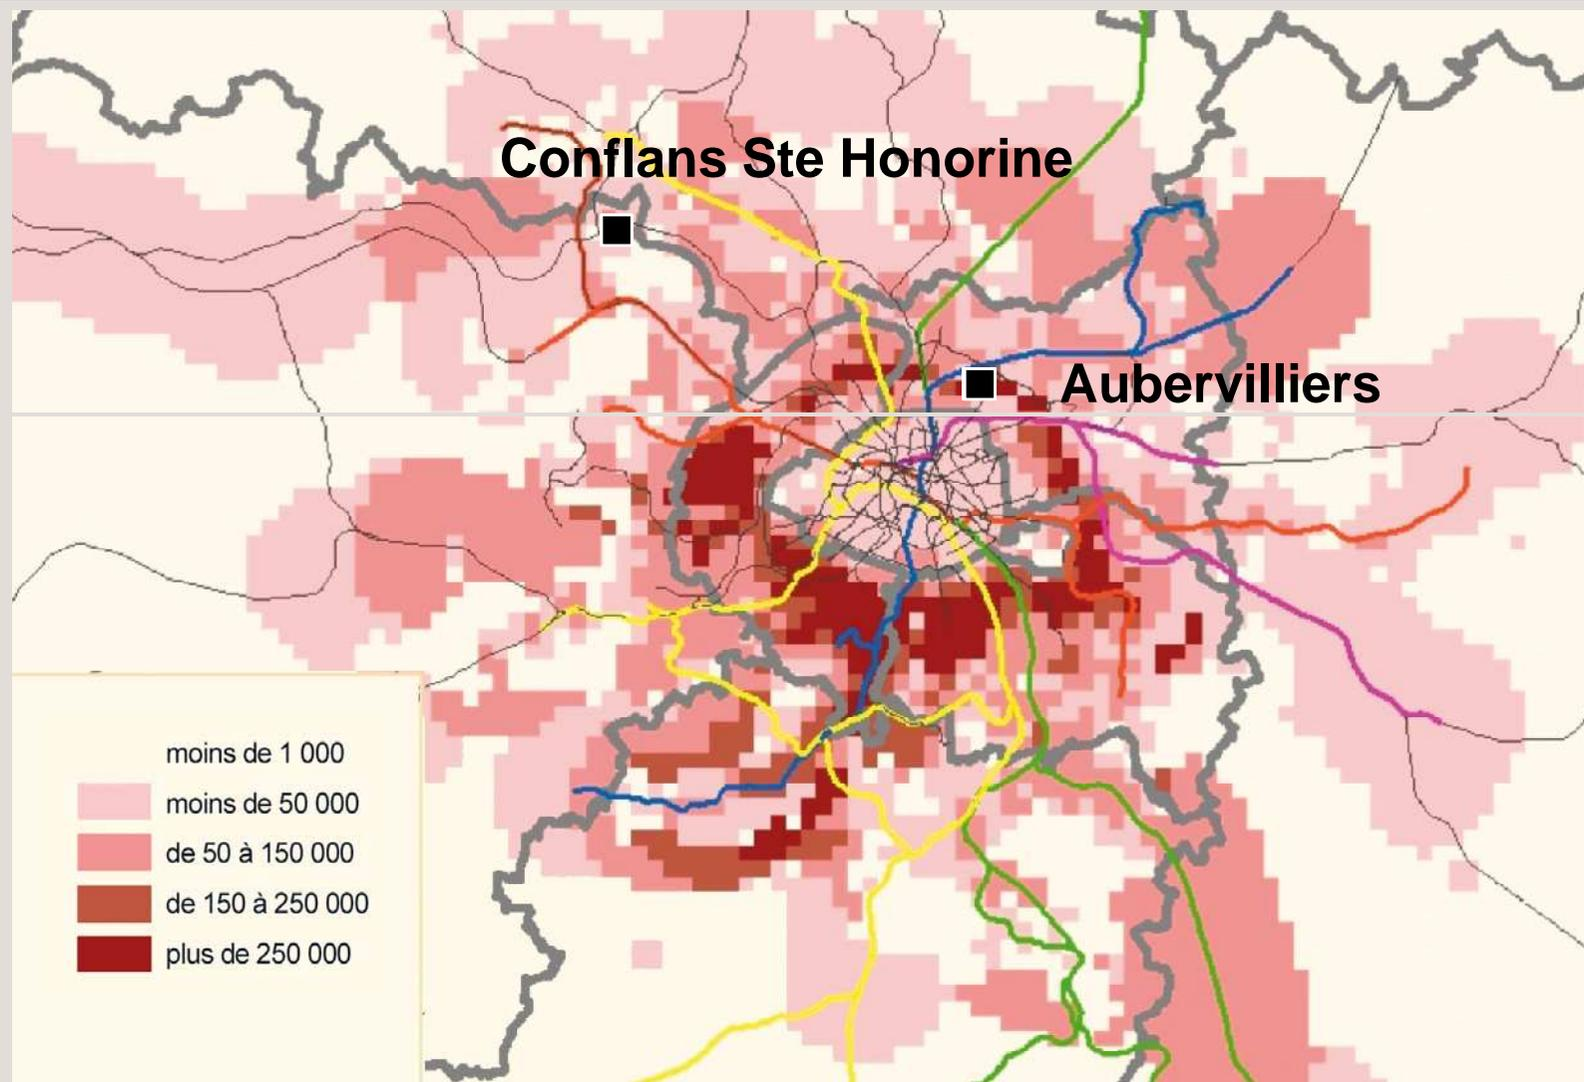 Conflans Ste Honorine
Aubervilliers
moins de 1 000
moins de 50 000
de 50 à 150 000
de 150 à 250 000
plus de 250 000